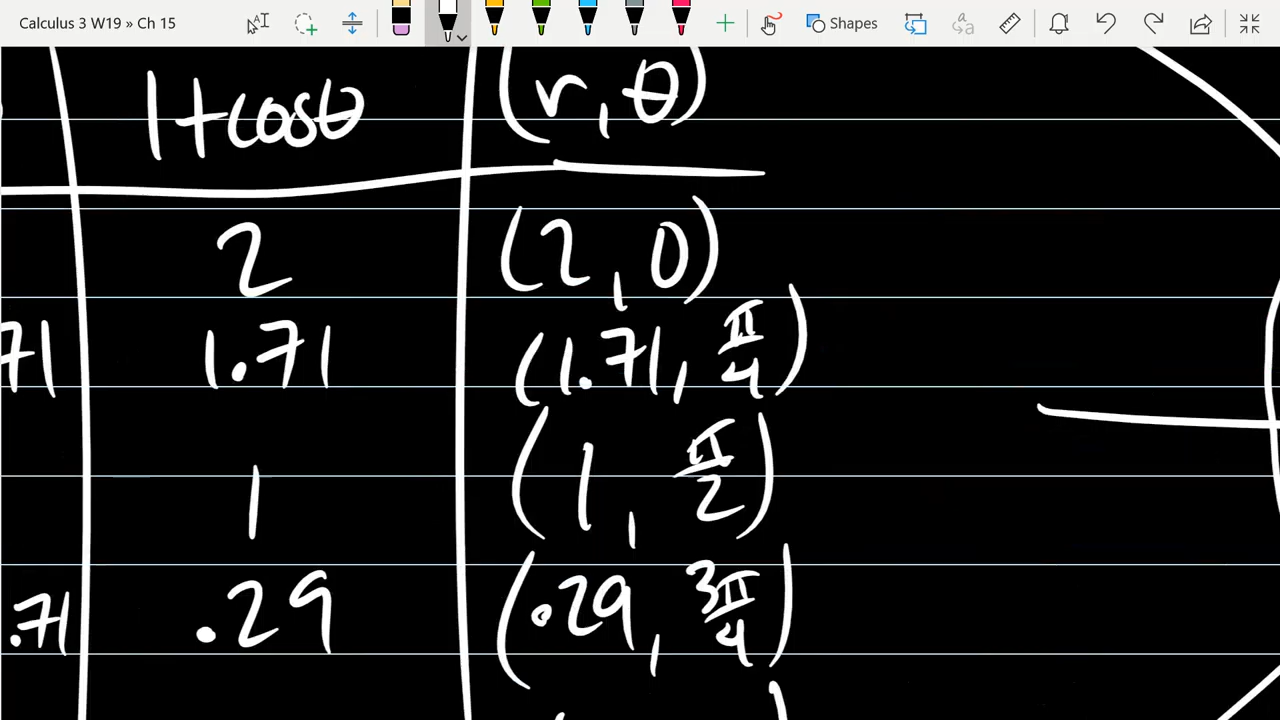 Calculus 3 W19 » Ch 15
Shapes
1+cosθ (r, θ)
2 (2, 0)
71 1.71 (1.71, π/4)
1 (1, π/2)
.71 .29 (.29, 3π/4)